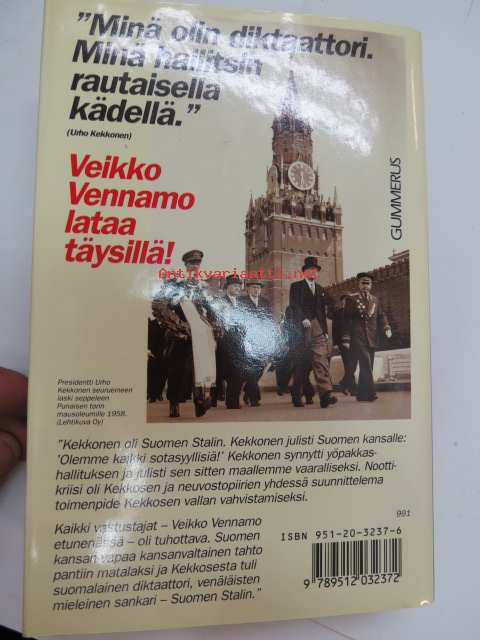 "Minä olin diktaattori.
Minä hallitsin
rautaisella
kädellä."
(Urho Kekkonen)
Veikko
Vennamo
lataa
täysillä!
GUMMERUS
Antikvariaatti.net
Presidentti Urho
Kekkonen seurueineen
laski seppeleen
Punaisen torin
mausoleumille 1958.
(Lehtikuva Oy)
"Kekkonen oli Suomen Stalin. Kekkonen julisti Suomen kansalle:
'Olemme kaikki sotasyyllisiä!' Kekkonen synnytti yöpakkas-
hallituksen ja julisti sen sitten maallemme vaaralliseksi. Nootti-
kriisi oli Kekkosen ja neuvostopiirien yhdessä suunnittelema
toimenpide Kekkosen vallan vahvistamiseksi.
Kaikki vastustajat – Veikko Vennamo
etunenässä – oli tuhottava. Suomen
kansan vapaa kansanvaltainen tahto
pantiin matalaksi ja Kekkosesta tuli
suomalainen diktaattori, venäläisten
mieleinen sankari – Suomen Stalin."
991
ISBN 951-20-3237-6
9 789512 032372